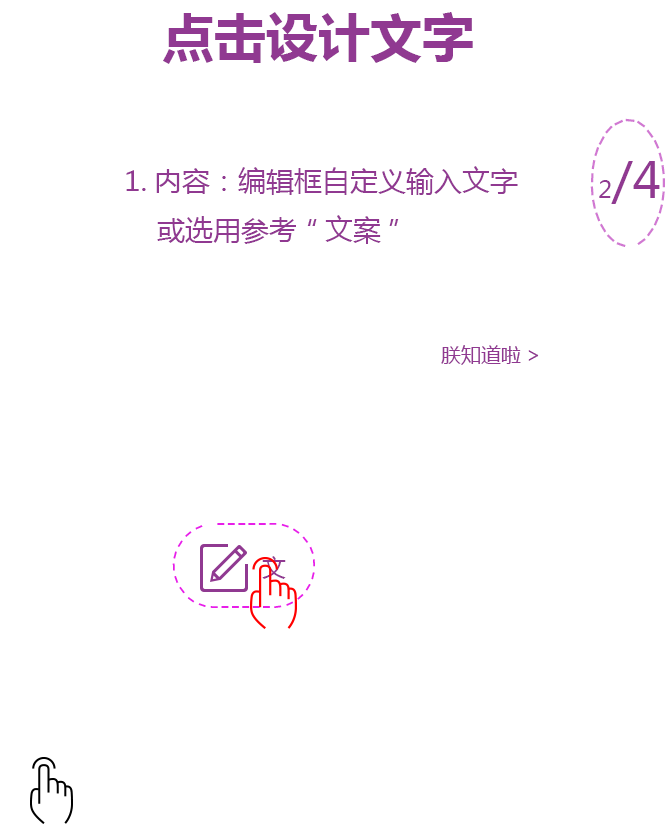 点击设计文字
1. 内容：编辑框自定义输入文字
或选用参考 “ 文案 ”
2/4
朕知道啦 >
文